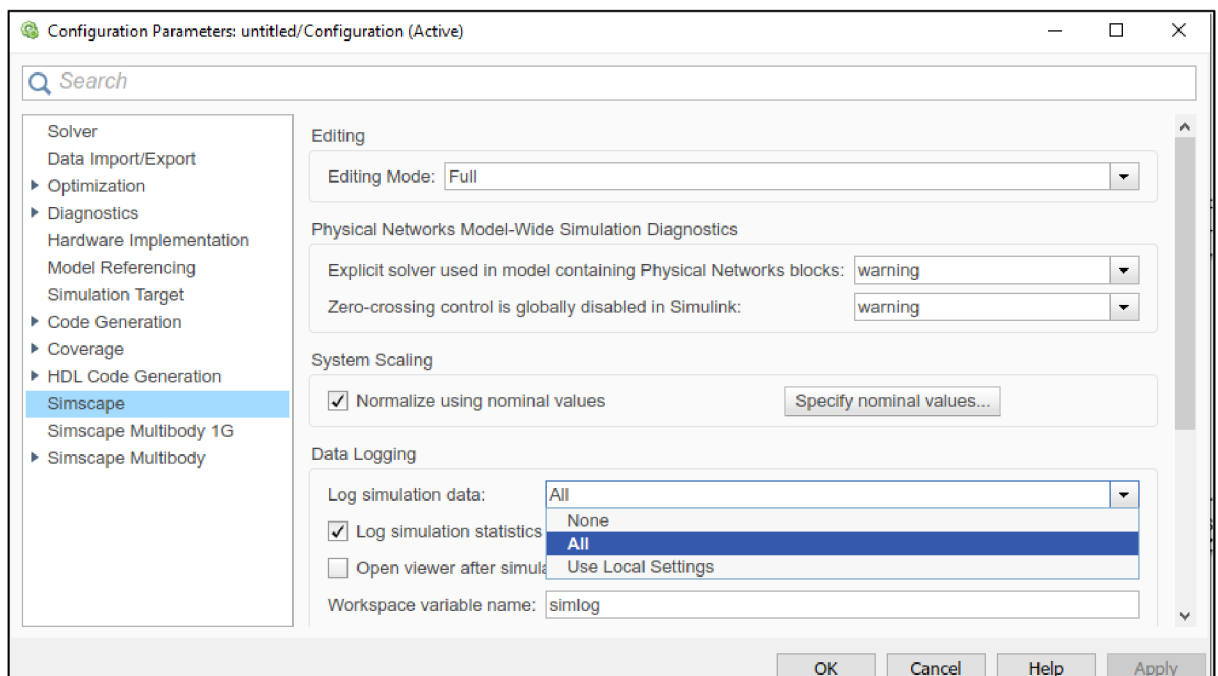 Configuration Parameters: untitled/Configuration (Active)
Search
Solver
Data Import/Export
Optimization
Diagnostics
Hardware Implementation
Model Referencing
Simulation Target
Code Generation
Coverage
HDL Code Generation
Simscape
Simscape Multibody 1G
Simscape Multibody
Editing
Editing Mode: Full
Physical Networks Model-Wide Simulation Diagnostics
Explicit solver used in model containing Physical Networks blocks: warning
Zero-crossing control is globally disabled in Simulink: warning
System Scaling
Normalize using nominal values Specify nominal values...
Data Logging
Log simulation data: All
None
Log simulation statistics
All
Open viewer after simula
Use Local Settings
Workspace variable name: simlog
OK Cancel Help Apply